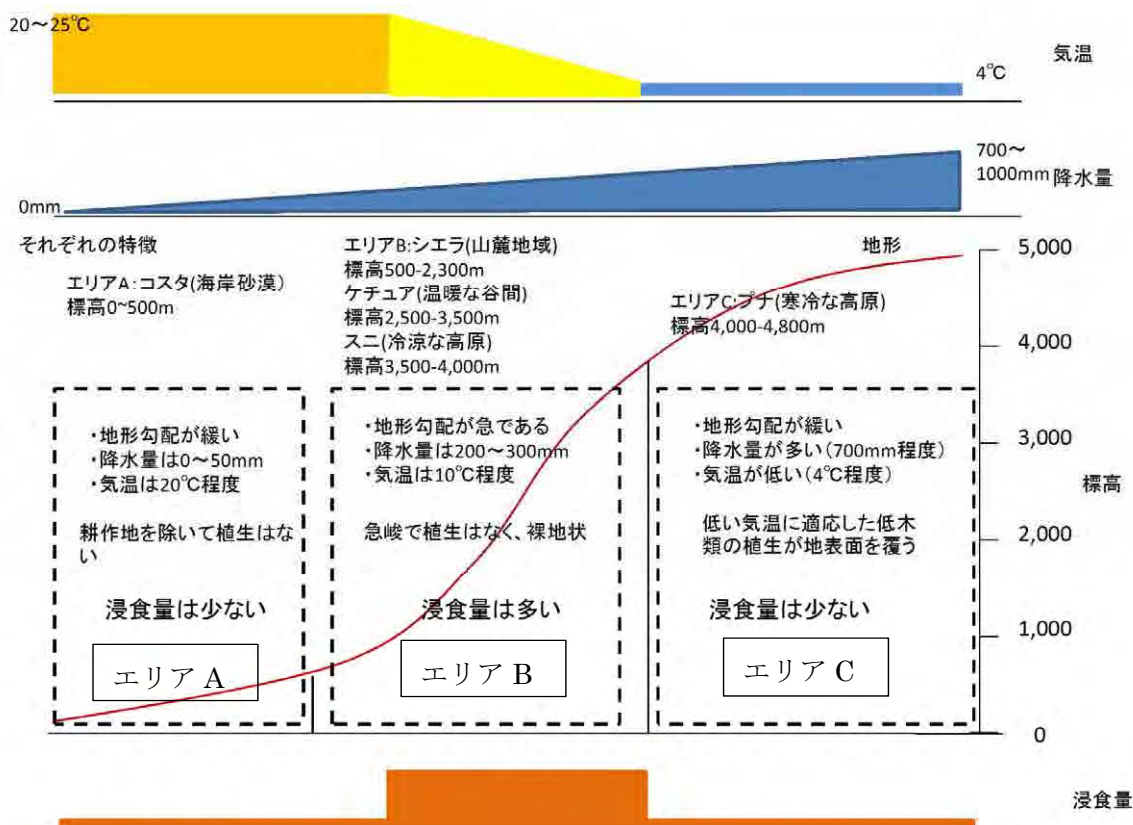 20～25℃
気温
4℃
700～
1000mm
降水量
0mm
それぞれの特徴
エリアA:コスタ(海岸砂漠)
標高0~500m
エリアB:シエラ(山麓地域)
標高500-2,300m
ケチュア(温暖な谷間)
標高2,500-3,500m
スニ(冷涼な高原)
標高3,500-4,000m
地形
エリアC:プナ(寒冷な高原)
標高4,000-4,800m
5,000
4,000
3,000
標高
2,000
1,000
0
・地形勾配が緩い
・降水量は0～50mm
・気温は20℃程度
耕作地を除いて植生はな
い
浸食量は少ない
エリア A
・地形勾配が急である
・降水量は200～300mm
・気温は10℃程度
急峻で植生はなく、裸地状
浸食量は多い
エリア B
・地形勾配が緩い
・降水量が多い(700mm程度)
・気温が低い(4℃程度)
低い気温に適応した低木
類の植生が地表面を覆う
浸食量は少ない
エリア C
浸食量